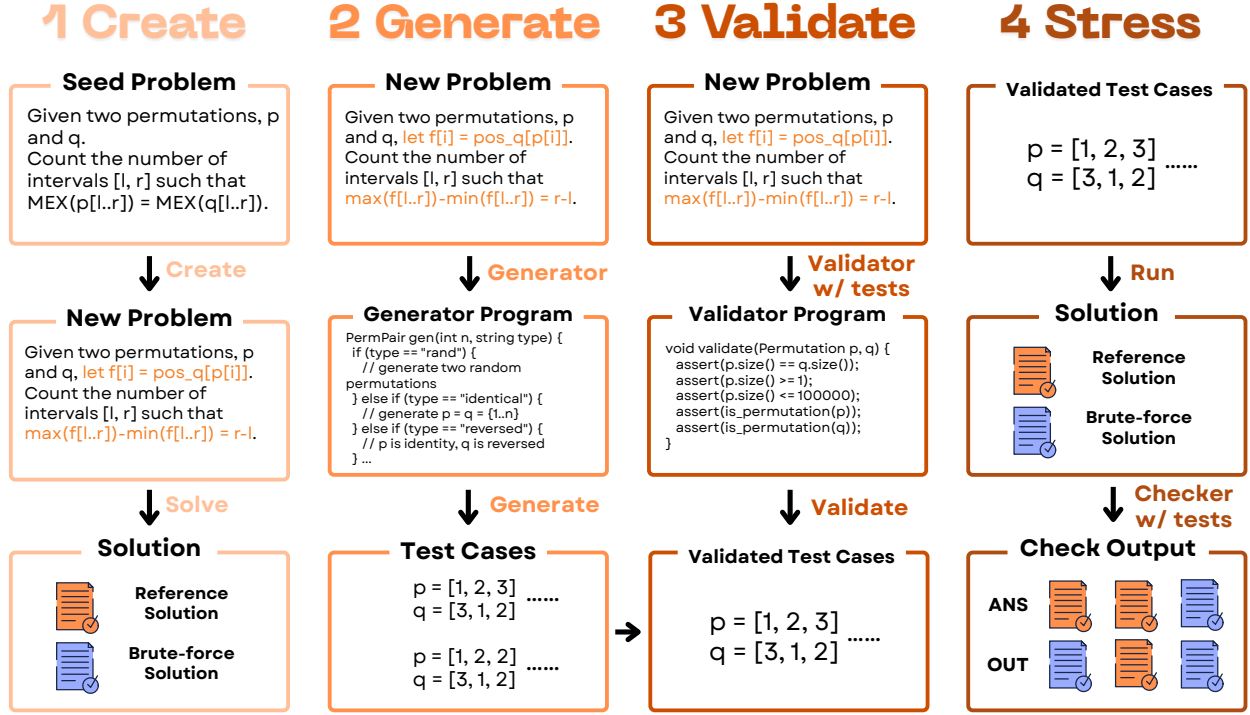 1 Create
Seed Problem
Given two permutations, p
and q.
Count the number of
intervals [l, r] such that
MEX(p[l..r]) = MEX(q[l..r]).
Create
New Problem
Given two permutations, p
and q, let f[i] = pos_q[p[i]].
Count the number of
intervals [l, r] such that
max(f[l..r])-min(f[l..r]) = r-l.
Solve
Solution
Reference
Solution
Brute-force
Solution
2 Generate
New Problem
Given two permutations, p
and q, let f[i] = pos_q[p[i]].
Count the number of
intervals [l, r] such that
max(f[l..r])-min(f[l..r]) = r-l.
Generator
Generator Program
PermPair gen(int n, string type) {
if (type == "rand") {
// generate two random
permutations
} else if (type == "identical") {
// generate p = q = {1..n}
} else if (type == "reversed") {
// p is identity, q is reversed
} ...
Generate
Test Cases
p = [1, 2, 3]
q = [3, 1, 2]
......
p = [1, 2, 2]
q = [3, 1, 2]
......
3 Validate
New Problem
Given two permutations, p
and q, let f[i] = pos_q[p[i]].
Count the number of
intervals [l, r] such that
max(f[l..r])-min(f[l..r]) = r-l.
Validator
w/ tests
Validator Program
void validate(Permutation p, q) {
assert(p.size() == q.size());
assert(p.size() >= 1);
assert(p.size() <= 100000);
assert(is_permutation(p));
assert(is_permutation(q));
}
Validate
Validated Test Cases
p = [1, 2, 3]
q = [3, 1, 2]
......
4 Stress
Validated Test Cases
p = [1, 2, 3]
q = [3, 1, 2]
......
Run
Solution
Reference
Solution
Brute-force
Solution
Checker
w/ tests
Check Output
ANS
OUT